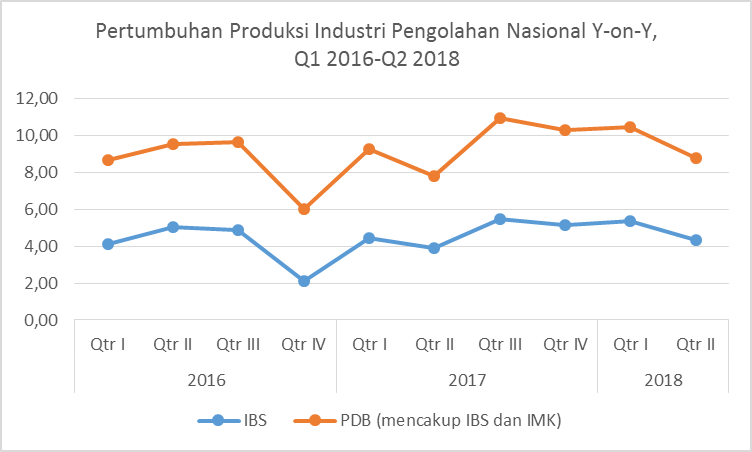 Pertumbuhan Produksi Industri Pengolahan Nasional Y-on-Y,
Q1 2016-Q2 2018
12,00
10,00
8,00
6,00
4,00
2,00
0,00
Qtr I Qtr II Qtr III Qtr IV Qtr I Qtr II Qtr III Qtr IV Qtr I Qtr II
2016 2017 2018
IBS PDB (mencakup IBS dan IMK)